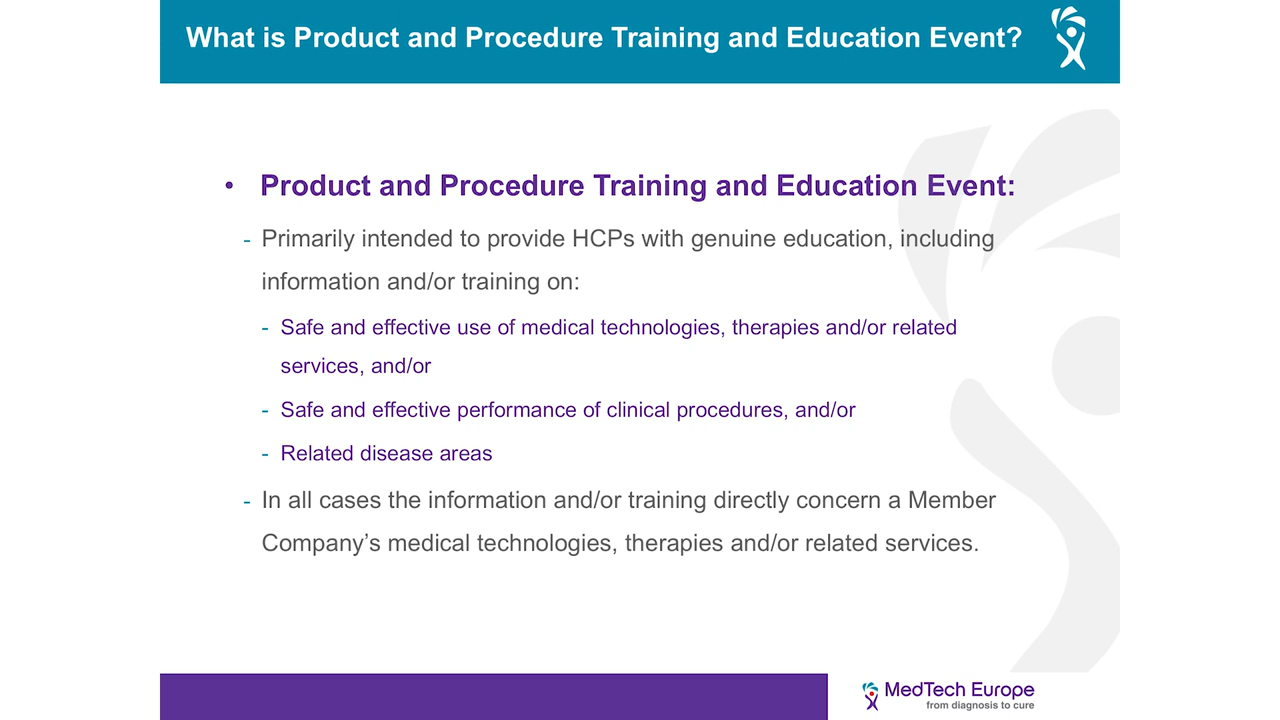 What is Product and Procedure Training and Education Event?
• Product and Procedure Training and Education Event:
- Primarily intended to provide HCPs with genuine education, including
information and/or training on:
- Safe and effective use of medical technologies, therapies and/or related
services, and/or
- Safe and effective performance of clinical procedures, and/or
- Related disease areas
- In all cases the information and/or training directly concern a Member
Company’s medical technologies, therapies and/or related services.
MedTech Europe
from diagnosis to cure